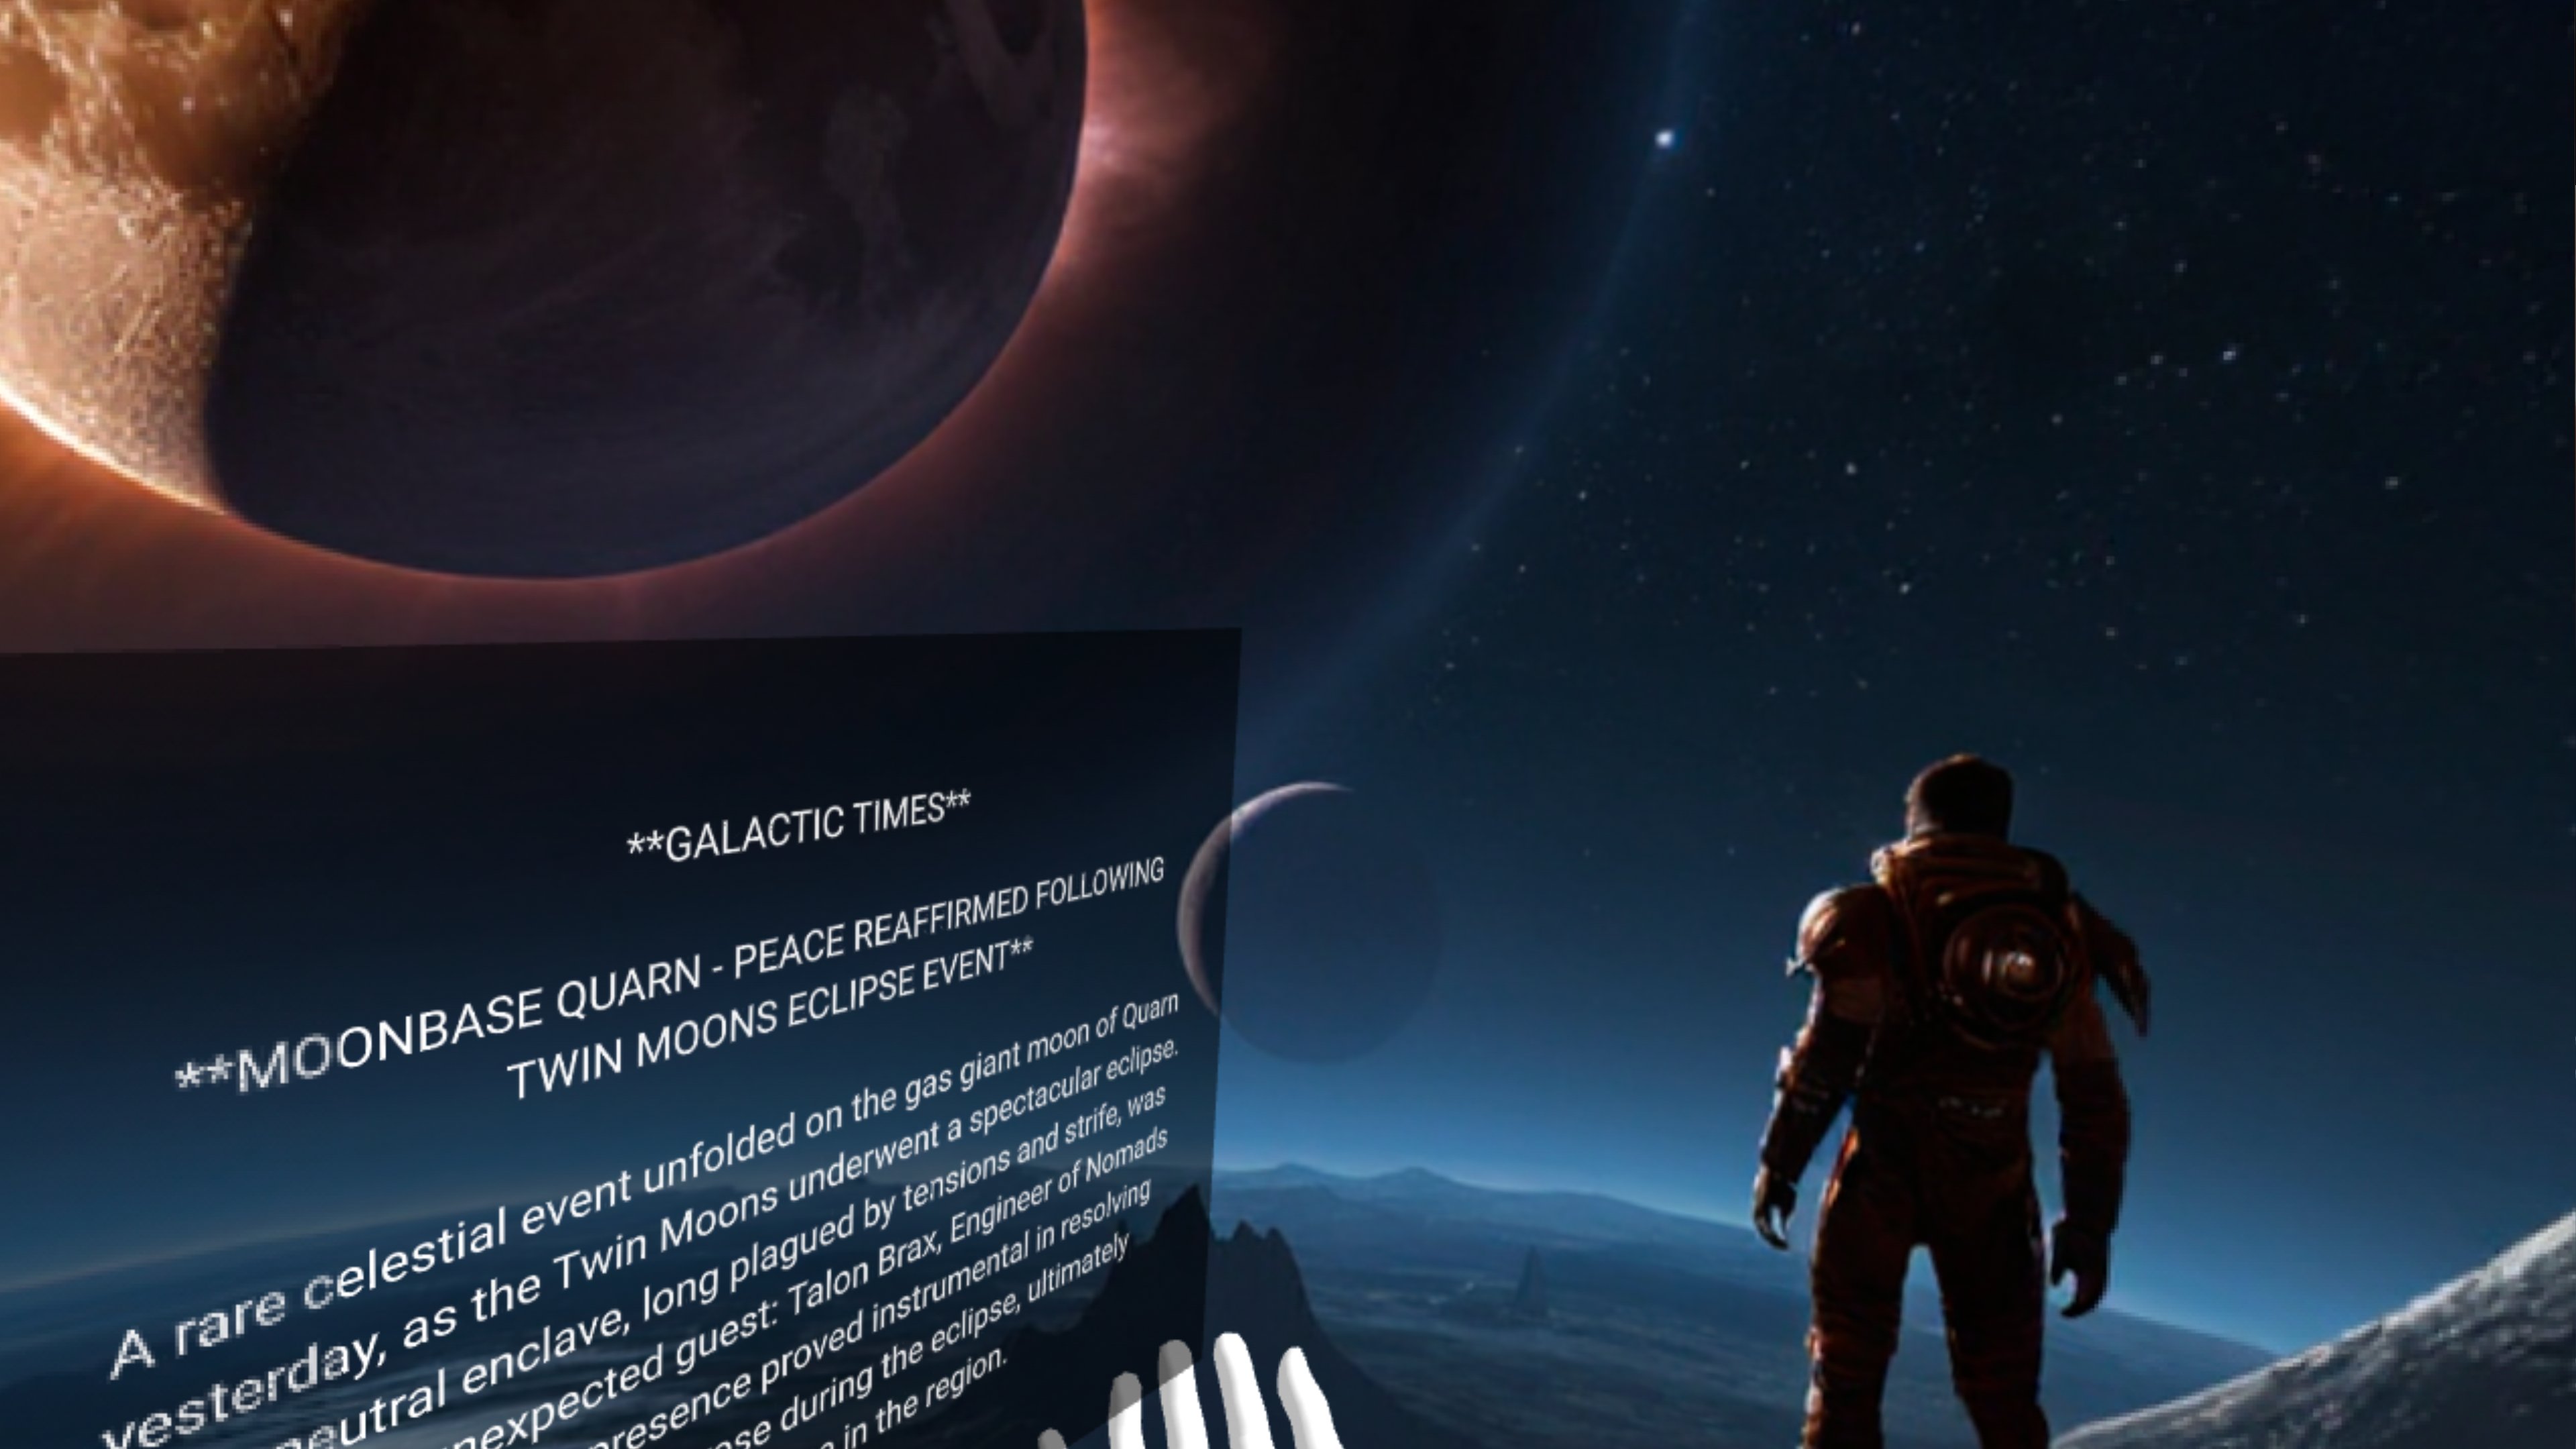 **GALACTIC TIMES**
**MOONBASE QUARN - PEACE REAFFIRMED FOLLOWING
TWIN MOONS ECLIPSE EVENT**
A rare celestial event unfolded on the gas giant moon of Quarn
yesterday, as the Twin Moons underwent a spectacular eclipse.
neutral enclave, long plagued by tensions and strife, was
guest: Talon Brax, Engineer of Nomads
presence proved instrumental in resolving
during the eclipse, ultimately
in the region.